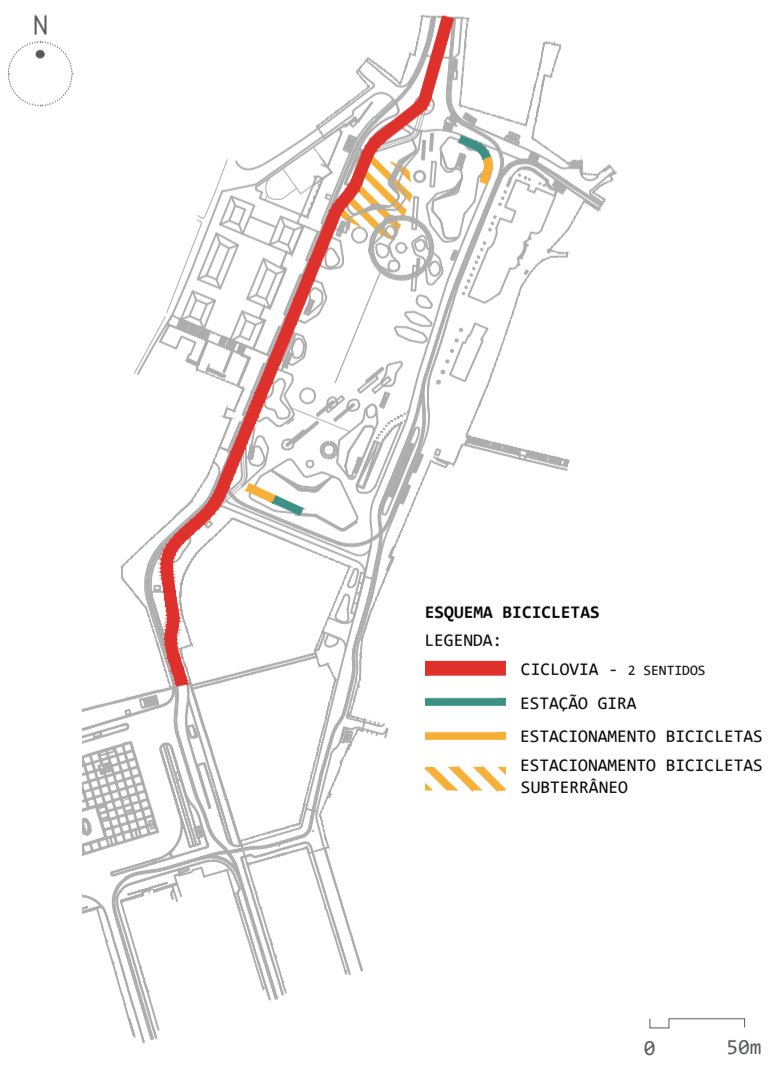 N
ESQUEMA BICICLETAS
LEGENDA:
CICLOVIA - 2 SENTIDOS
ESTAÇÃO GIRA
ESTACIONAMENTO BICICLETAS
ESTACIONAMENTO BICICLETAS
SUBTERRÂNEO
0 50m